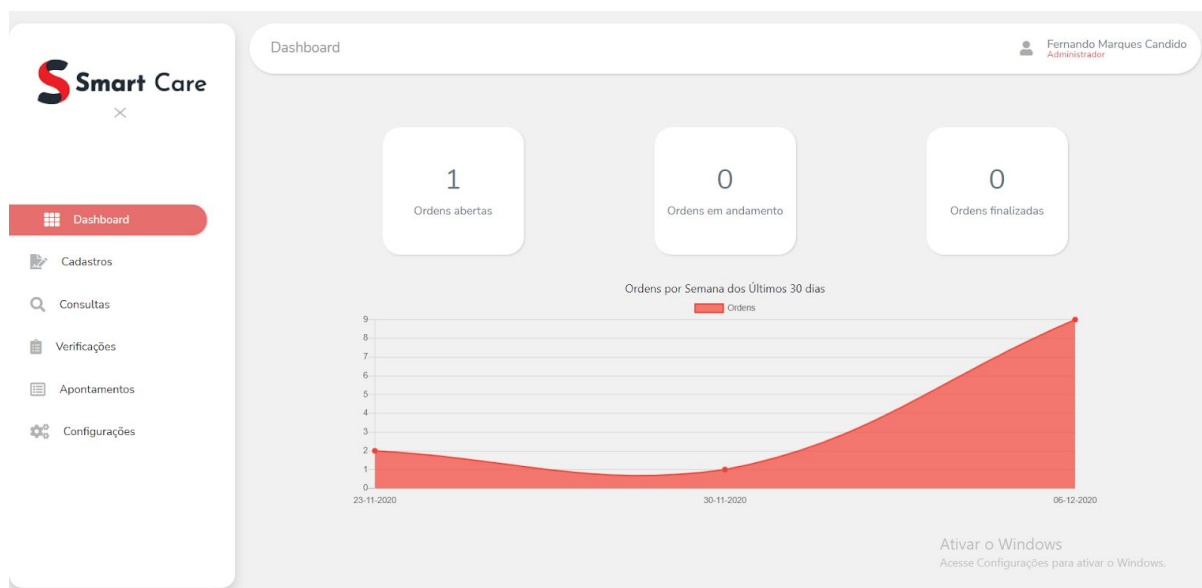 Smart Care
Dashboard
Cadastros
Consultas
Verificações
Apontamentos
Configurações
Dashboard
Fernando Marques Candido
Administrador
1
Ordens abertas
0
Ordens em andamento
0
Ordens finalizadas
Ordens por Semana dos Últimos 30 dias
Ordens
9
8
7
6
5
4
3
2
1
0
23-11-2020
30-11-2020
06-12-2020
Ativar o Windows
Acesse Configurações para ativar o Windows.